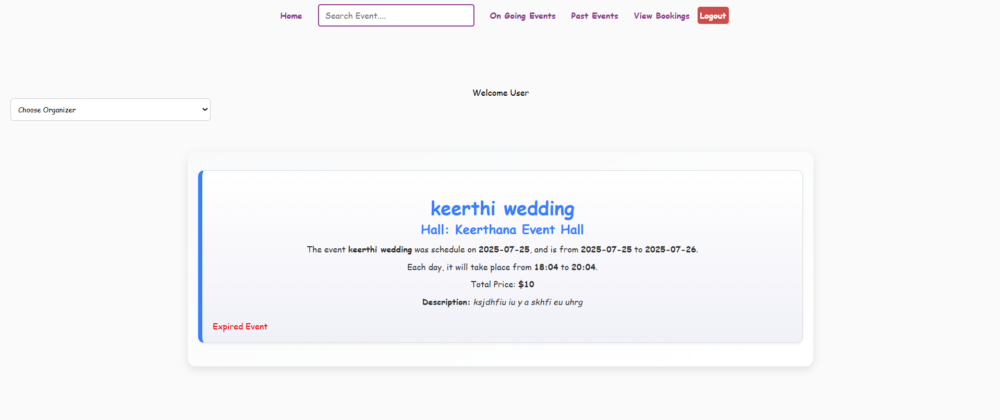 Home Search Event.... On Going Events Past Events View Bookings Logout
Welcome User
Choose Organizer
keerthi wedding
Hall: Keerthana Event Hall
The event keerthi wedding was schedule on 2025-07-25, and is from 2025-07-25 to 2025-07-26.
Each day, it will take place from 18:04 to 20:04.
Total Price: $10
Description: ksjdhfiu iu y a skhfi eu uhrg
Expired Event